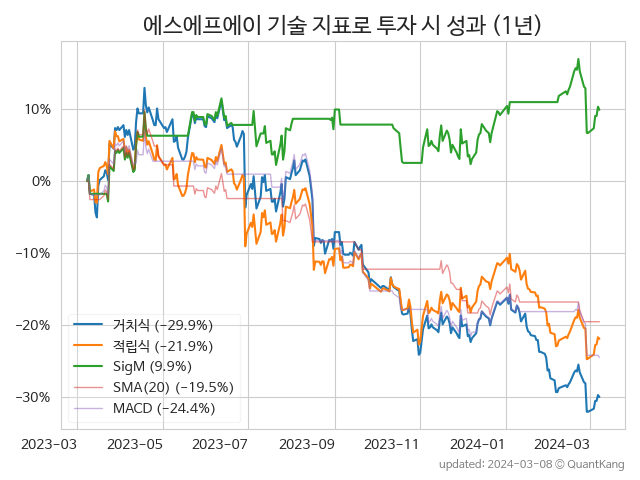 에스에프에이 기술 지표로 투자 시 성과 (1년)
10%
0%
−10%
−20%
−30%
거치식 (−29.9%)
적립식 (−21.9%)
SigM (9.9%)
SMA(20) (−19.5%)
MACD (−24.4%)
2023−03 2023−05 2023−07 2023−09 2023−11 2024−01 2024−03
updated: 2024−03−08 © QuantKang